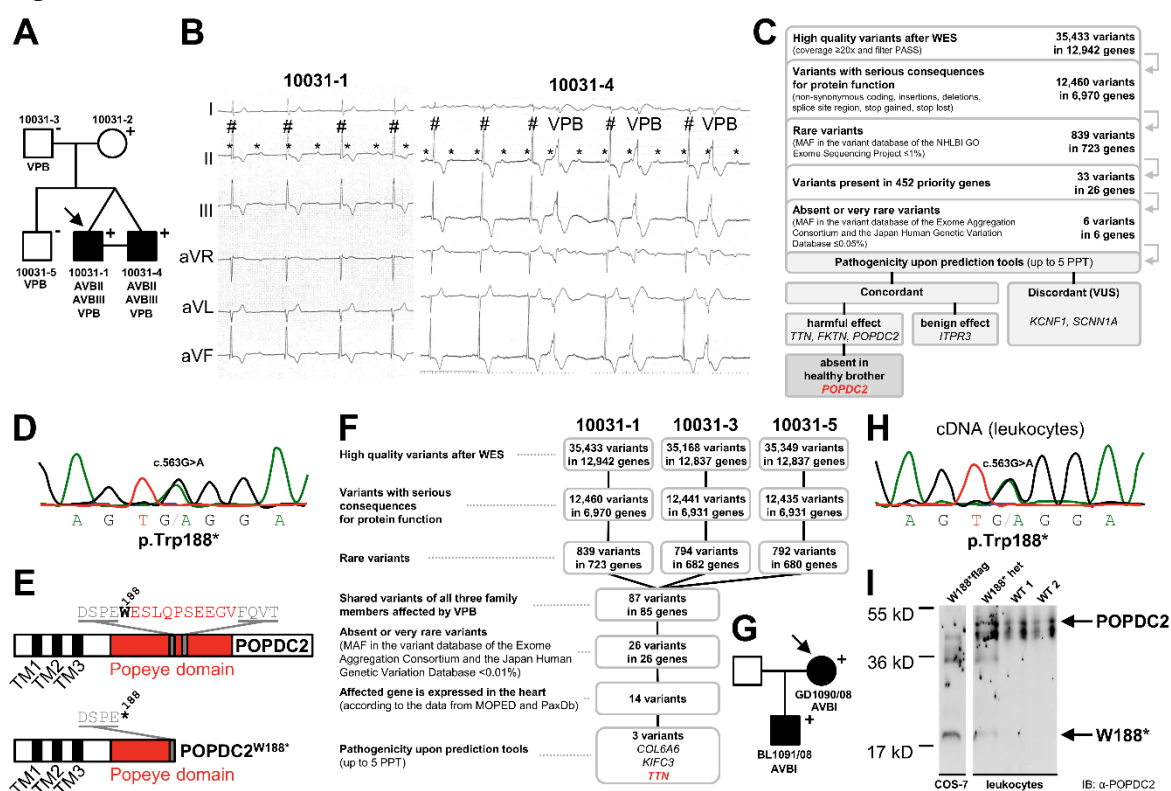 A
10031-3
-
VPB
10031-2
+
-
+
+
10031-5
VPB
10031-1
AVBII
AVBIII
VPB
10031-4
AVBII
AVBIII
VPB
B
10031-1
10031-4
I
# # # #
# # # VPB # VPB # VPB
* * * * * * *
* * * * * * * * * *
II
III
aVR
aVL
aVF
C
High quality variants after WES
(coverage ≥20x and filter PASS)
35,433 variants
in 12,942 genes
Variants with serious consequences
for protein function
(non-synonymous coding, insertions, deletions,
splice site region, stop gained, stop lost)
12,460 variants
in 6,970 genes
Rare variants
(MAF in the variant database of the NHLBI GO
Exome Sequencing Project ≤1%)
839 variants
in 723 genes
Variants present in 452 priority genes
33 variants
in 26 genes
Absent or very rare variants
(MAF in the variant database of the Exome Aggregation
Consortium and the Japan Human Genetic Variation
Database ≤0.05%)
6 variants
in 6 genes
Pathogenicity upon prediction tools (up to 5 PPT)
Concordant
Discordant (VUS)
KCNF1, SCNN1A
harmful effect
TTN, FKTN, POPDC2
benign effect
ITPR3
absent in
healthy brother
POPDC2
D
c.563G>A
A G T G/A G G A
p.Trp188*
E
188
DSPEWESLQPSEEGVFQVT
POPDC2
TM1 TM2 TM3
Popeye domain
188
DSPE*
POPDC2W188*
TM1 TM2 TM3
Popeye domain
F
10031-1 10031-3 10031-5
High quality variants after WES
35,433 variants
in 12,942 genes
35,168 variants
in 12,837 genes
35,349 variants
in 12,837 genes
Variants with serious
consequences
for protein function
12,460 variants
in 6,970 genes
12,441 variants
in 6,931 genes
12,435 variants
in 6,931 genes
Rare variants
839 variants
in 723 genes
794 variants
in 682 genes
792 variants
in 680 genes
Shared variants of all three family
members affected by VPB
87 variants
in 85 genes
Absent or very rare variants
(MAF in the variant database of the Exome
Aggregation Consortium and the Japan Human
Genetic Variation Database <0.01%)
26 variants
in 26 genes
Affected gene is expressed in the heart
(according to the data from MOPED and PaxDb)
14 variants
Pathogenicity upon prediction tools
(up to 5 PPT)
3 variants
COL6A6
KIFC3
TTN
G
+
GD1090/08
AVBI
+
BL1091/08
AVBI
H
cDNA (leukocytes)
c.563G>A
A G T G/A G G A
p.Trp188*
I
W188*flag
W188* het
WT 1
WT 2
55 kD
36 kD
17 kD
POPDC2
W188*
COS-7
leukocytes
IB: α-POPDC2